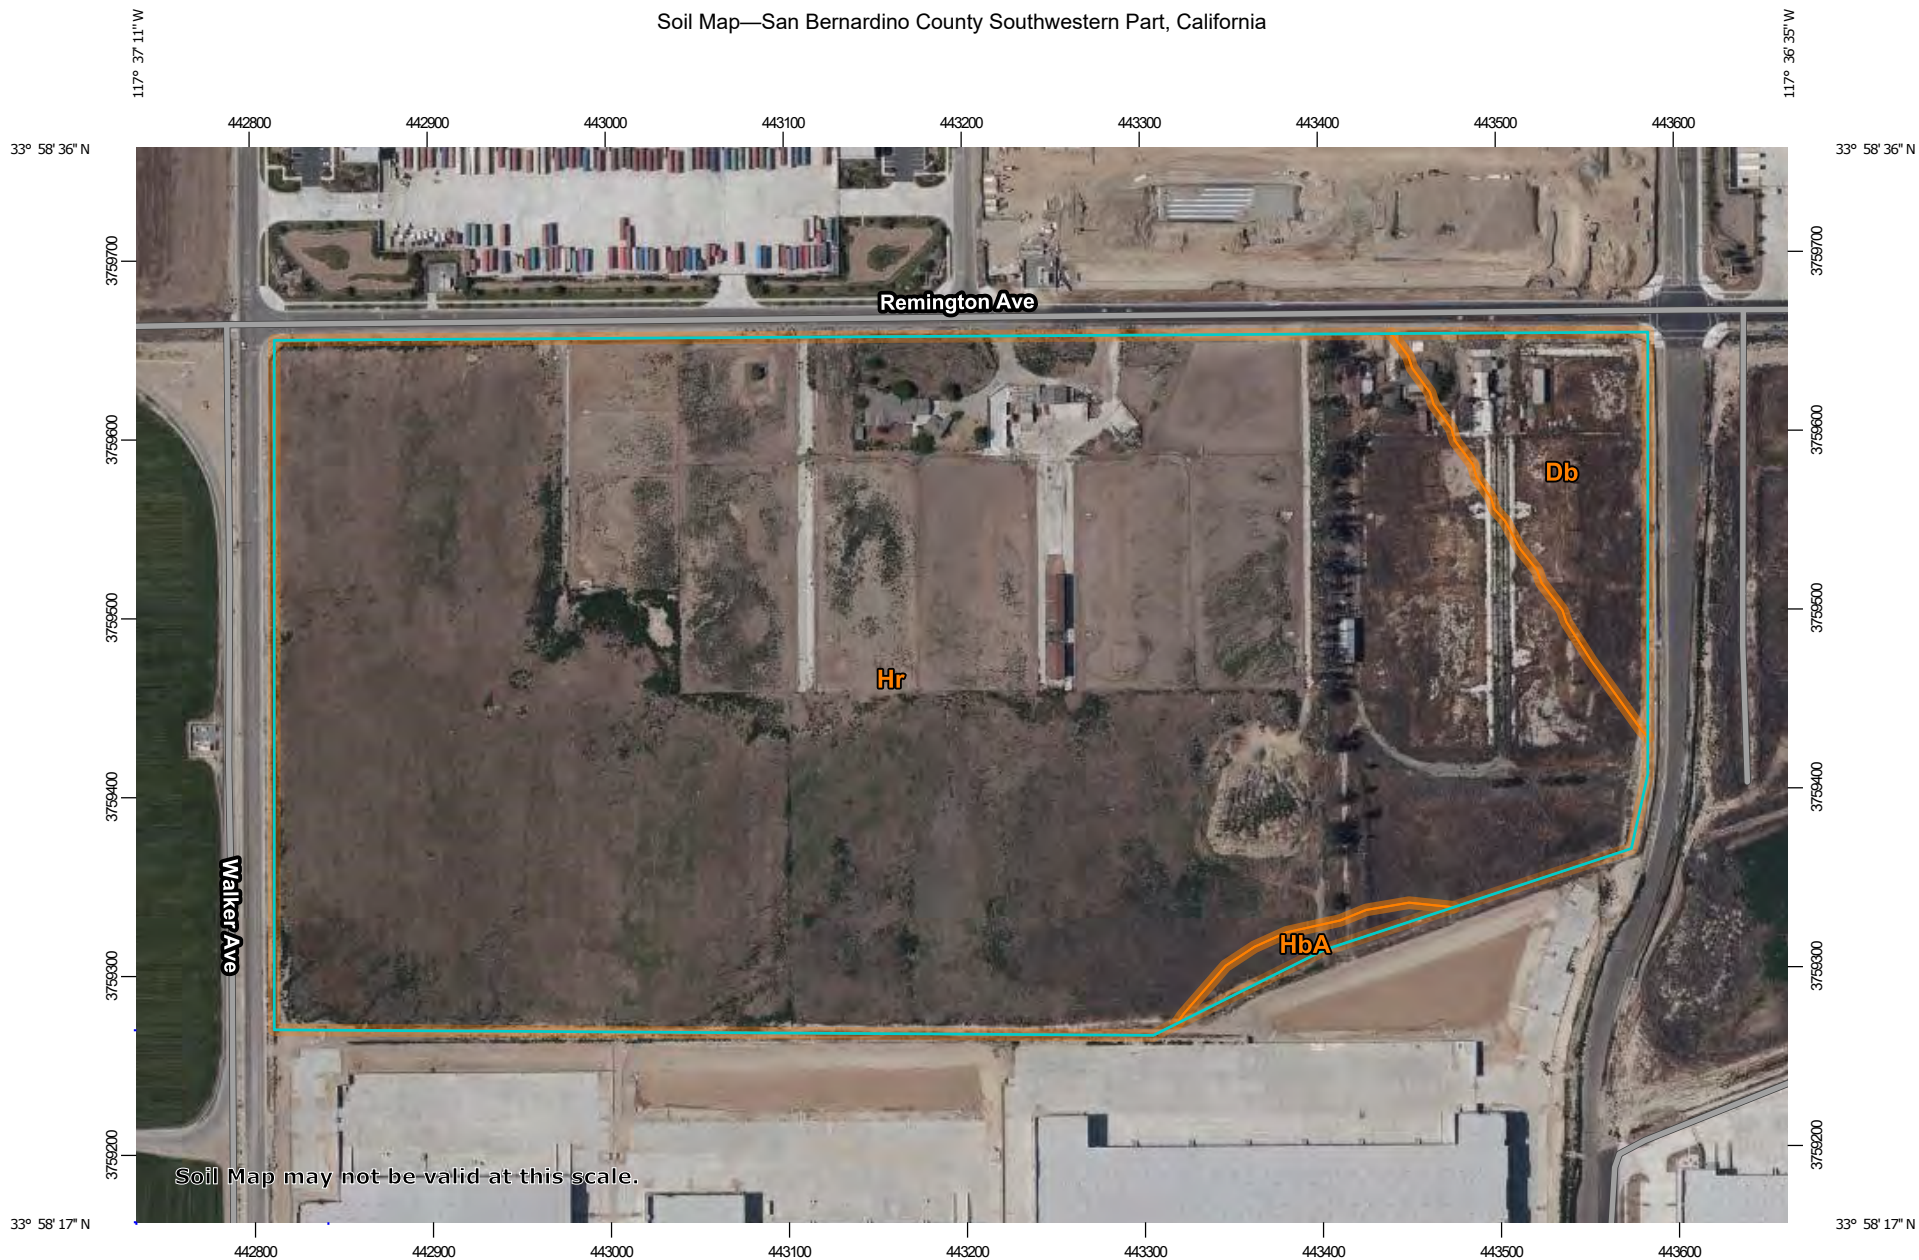 Soil Map—San Bernardino County Southwestern Part, California
117° 37' 11" W
117° 36' 35" W
442800
442900
443000
443100
443200
443300
443400
443500
443600
33° 58' 36" N
33° 58' 36" N
3759700
3759700
Remington Ave
3759600
3759600
Db
3759500
3759500
Hr
3759400
3759400
Walker Ave
HbA
3759300
3759300
3759200
3759200
Soil Map may not be valid at this scale.
33° 58' 17" N
33° 58' 17" N
442800
442900
443000
443100
443200
443300
443400
443500
443600